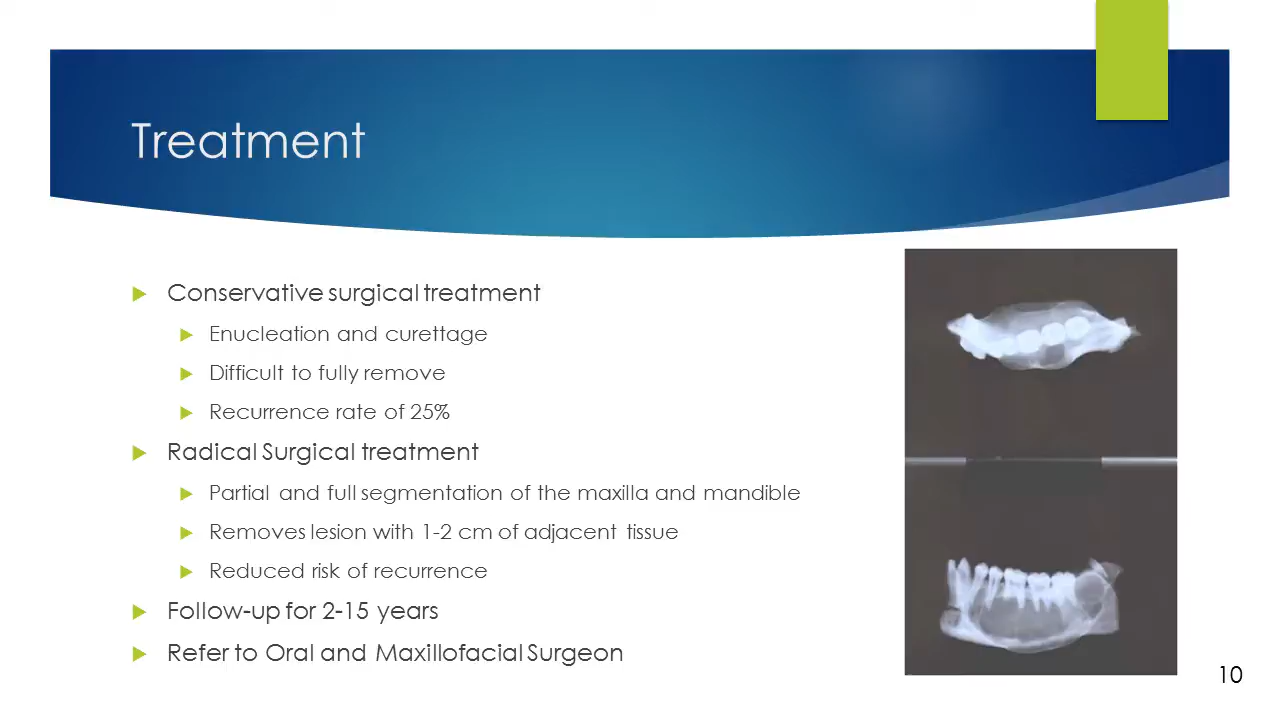 Treatment
Conservative surgical treatment
Enucleation and curettage
Difficult to fully remove
Recurrence rate of 25%
Radical Surgical treatment
Partial and full segmentation of the maxilla and mandible
Removes lesion with 1-2 cm of adjacent tissue
Reduced risk of recurrence
Follow-up for 2-15 years
Refer to Oral and Maxillofacial Surgeon
10